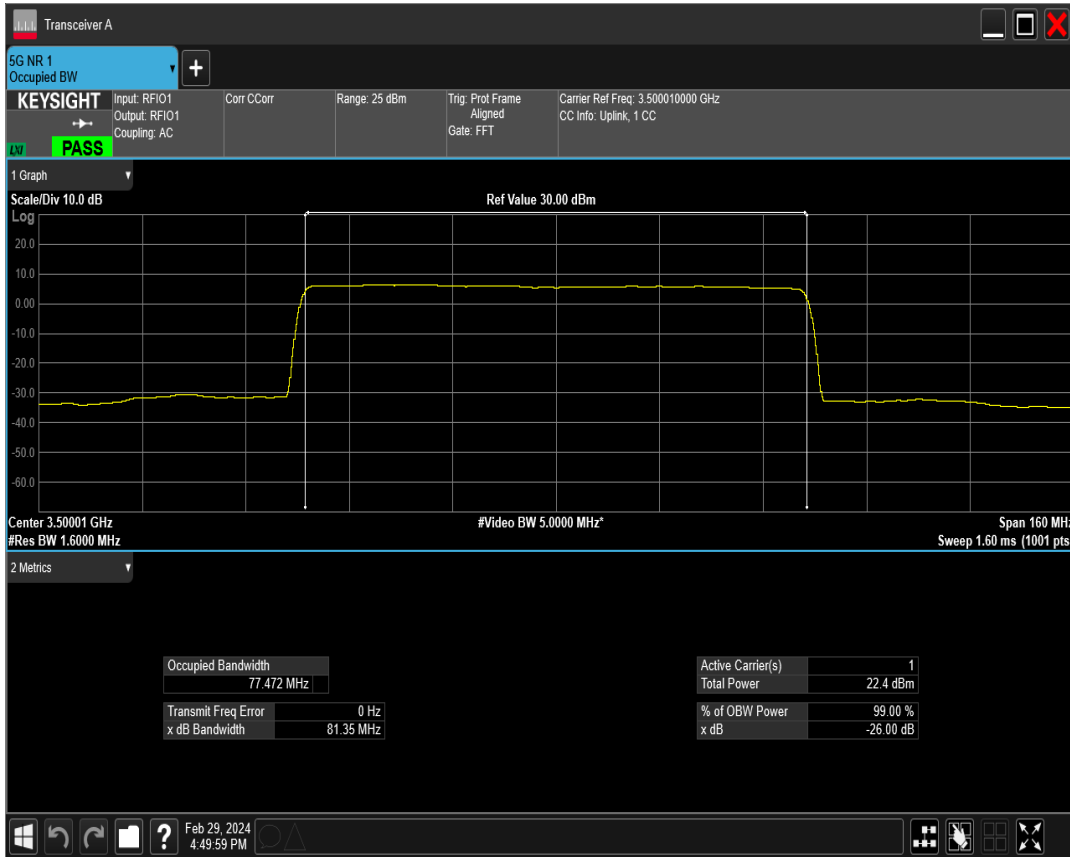 Transceiver A
5G NR 1
Occupied BW
KEYSIGHT
LXI
PASS
Input: RFIO1
Output: RFIO1
Coupling: AC
Corr CCorr
Range: 25 dBm
Trig: Prot Frame
Aligned
Gate: FFT
Carrier Ref Freq: 3.500010000 GHz
CC Info: Uplink, 1 CC
1 Graph
Scale/Div 10.0 dB
Ref Value 30.00 dBm
Log
20.0
10.0
0.00
-10.0
-20.0
-30.0
-40.0
-50.0
-60.0
Center 3.50001 GHz
#Video BW 5.0000 MHz*
Span 160 MHz
#Res BW 1.6000 MHz
Sweep 1.60 ms (1001 pts
2 Metrics
Occupied Bandwidth
77.472 MHz
Transmit Freq Error 0 Hz
x dB Bandwidth 81.35 MHz
Active Carrier(s) 1
Total Power 22.4 dBm
% of OBW Power 99.00 %
x dB -26.00 dB
?
Feb 29, 2024
4:49:59 PM